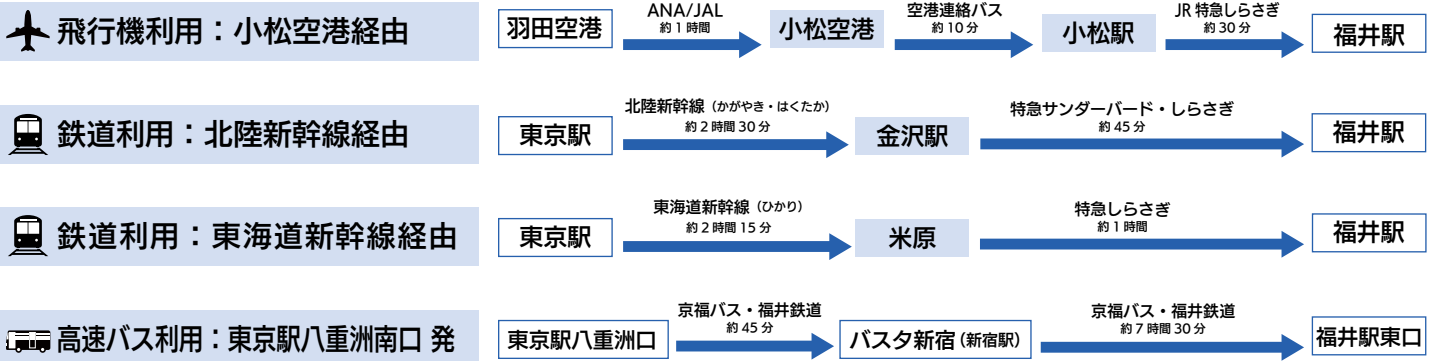 飛行機利用：小松空港経由
羽田空港
ANA/JAL
約1時間
小松空港
空港連絡バス
約10分
小松駅
JR 特急しらさぎ
約30分
福井駅
鉄道利用：北陸新幹線経由
東京駅
北陸新幹線（かがやき・はくたか）
約2時間30分
金沢駅
特急サンダーバード・しらさぎ
約45分
福井駅
鉄道利用：東海道新幹線経由
東京駅
東海道新幹線（ひかり）
約2時間15分
米原
特急しらさぎ
約1時間
福井駅
高速バス利用：東京駅八重洲南口 発
東京駅八重洲口
京福バス・福井鉄道
約45分
バスタ新宿（新宿駅）
京福バス・福井鉄道
約7時間30分
福井駅東口